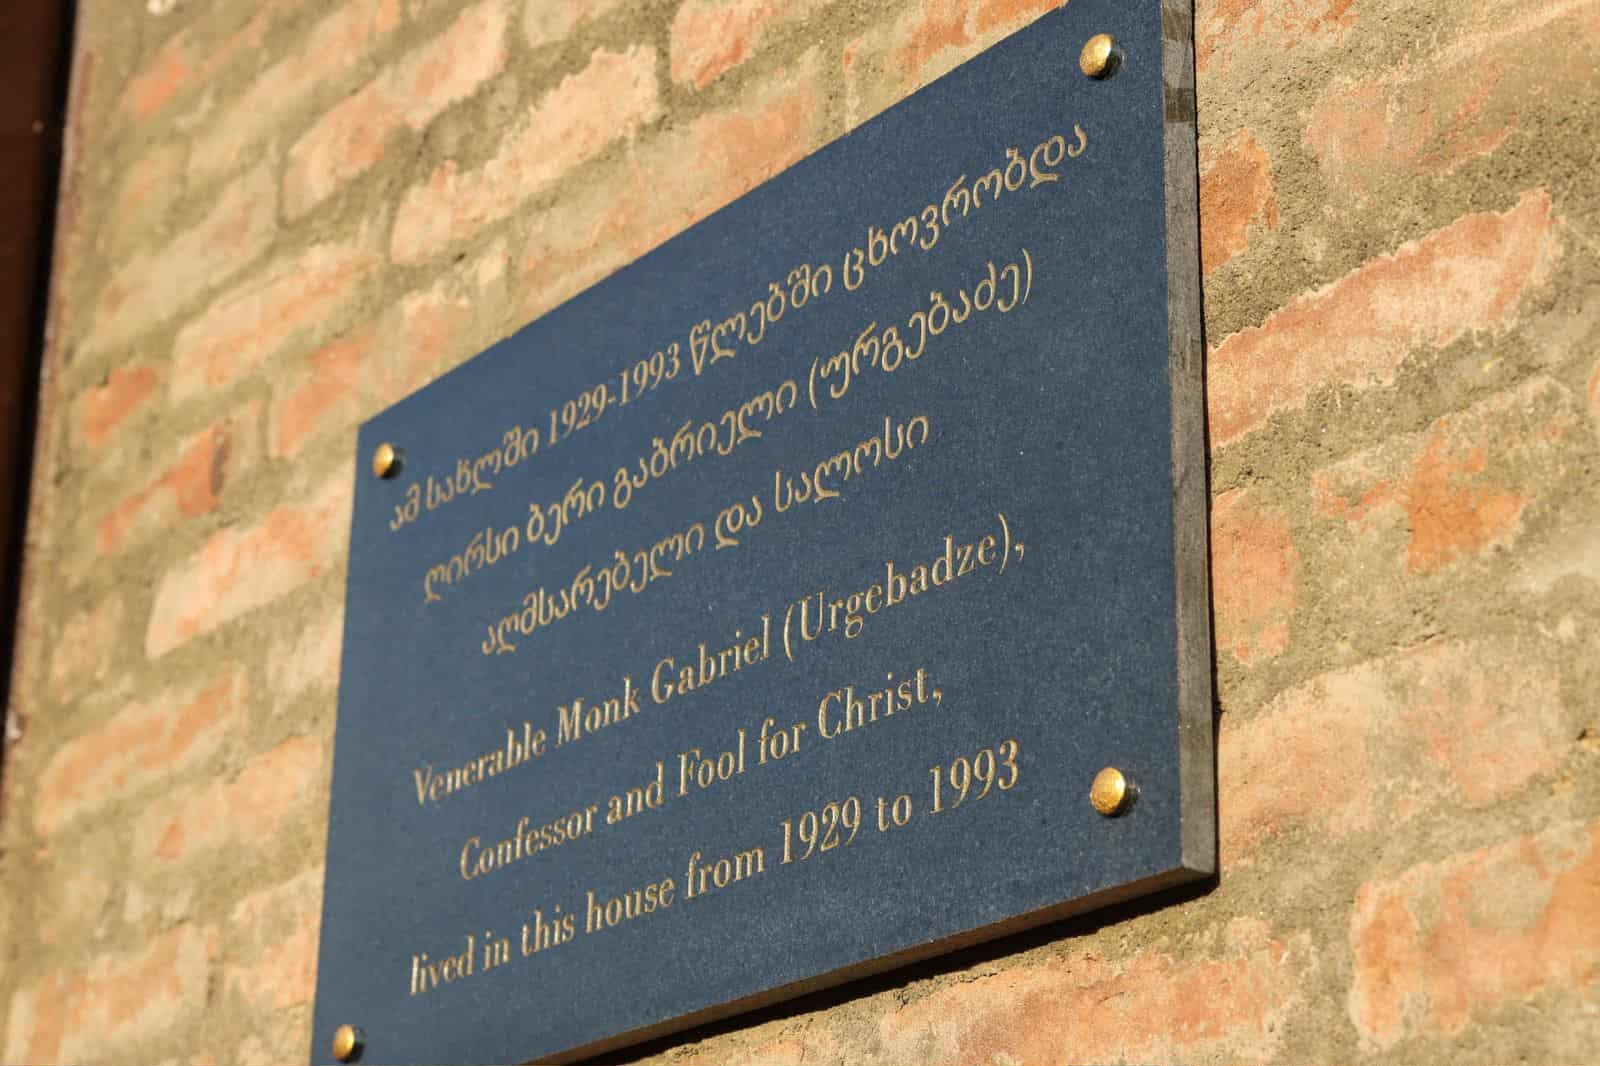 ამ სახლში 1929-1993 წლებში ცხოვრობდა
ღირსი ბერი გაბრიელი (ურგებაძე)
აღმსარებელი და სალოსი
Venerable Monk Gabriel (Urgebadze),
Confessor and Fool for Christ,
lived in this house from 1929 to 1993